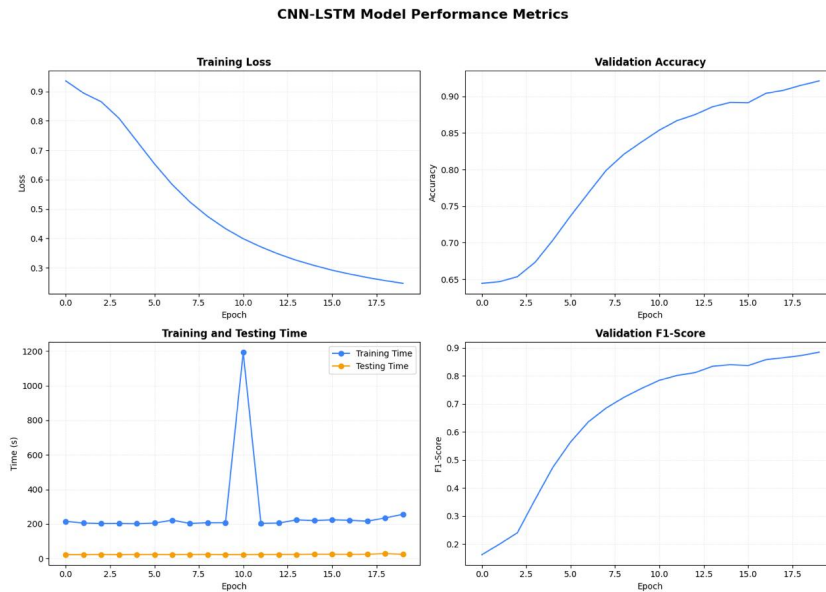 CNN-LSTM Model Performance Metrics
Training Loss
Loss
0.9
0.8
0.7
0.6
0.5
0.4
0.3
0.0 2.5 5.0 7.5 10.0 12.5 15.0 17.5
Epoch
Validation Accuracy
Accuracy
0.90
0.85
0.80
0.75
0.70
0.65
0.0 2.5 5.0 7.5 10.0 12.5 15.0 17.5
Epoch
Training and Testing Time
Time (s)
1200
1000
800
600
400
200
0
Training Time
Testing Time
0.0 2.5 5.0 7.5 10.0 12.5 15.0 17.5
Epoch
Validation F1-Score
F1-Score
0.9
0.8
0.7
0.6
0.5
0.4
0.3
0.2
0.0 2.5 5.0 7.5 10.0 12.5 15.0 17.5
Epoch